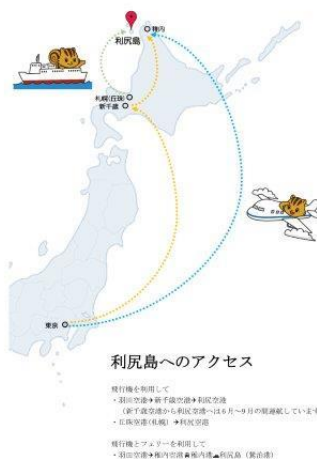 稚内
利尻島
札幌(丘珠)
新千歳
東京
利尻島へのアクセス
飛行機を利用して
・羽田空港→新千歳空港→利尻空港
(新千歳空港から利尻空港へは6月〜9月の間運航しています
・丘珠空港(札幌)→利尻空港
飛行機とフェリーを利用して
・羽田空港→稚内空港 稚内港 利尻島(鴛泊港)